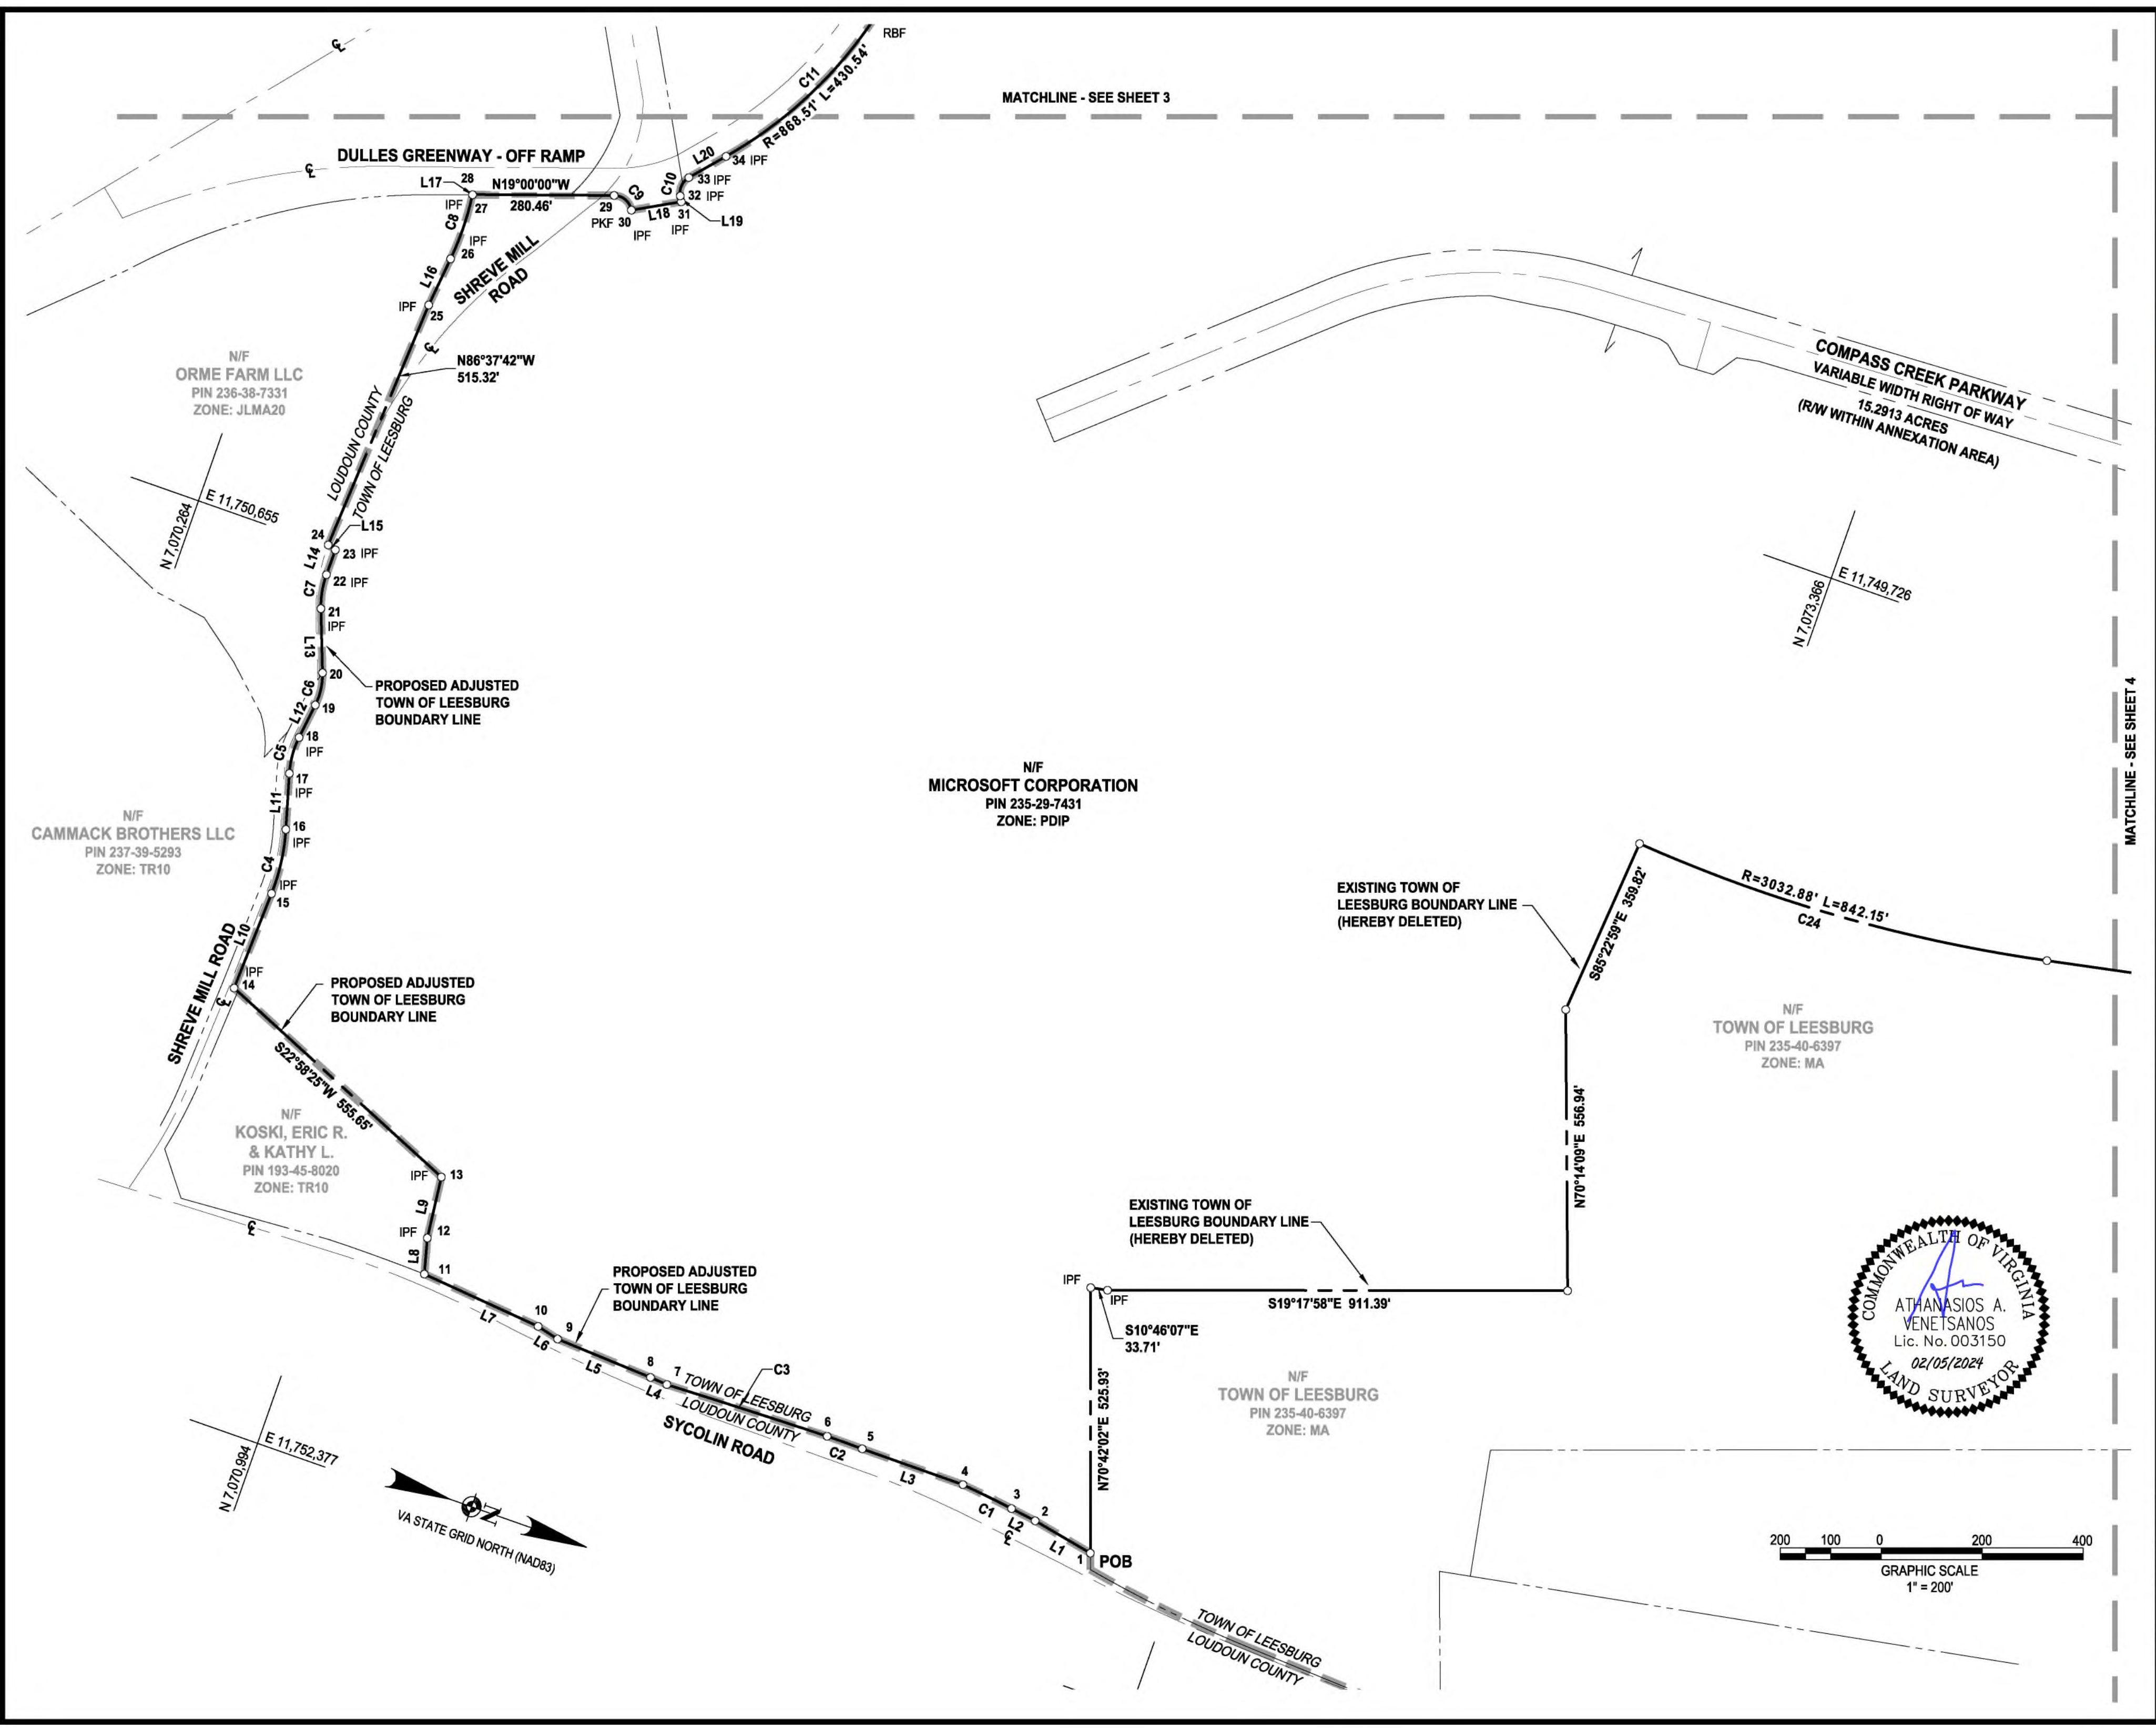 RBF
C11
R=868.51' L=430.54'
MATCHLINE - SEE SHEET 3
DULLES GREENWAY - OFF RAMP
L20
34 IPF
33 IPF
C10
32 IPF
31
IPF
L19
L18
C9
28
L17
N19°00'00"W
280.46'
29
PKF 30
IPF
IPF
27
C8
IPF
26
L16
SHREVE MILL
ROAD
IPF
25
N86°37'42"W
515.32'
N/F
ORME FARM LLC
PIN 236-38-7331
ZONE: JLMA20
LOUDOUN COUNTY
TOWN OF LEESBURG
COMPASS CREEK PARKWAY
VARIABLE WIDTH RIGHT OF WAY
15.2913 ACRES
(R/W WITHIN ANNEXATION AREA)
E 11,750,655
N 7,070,264
24
L15
L14
23 IPF
22 IPF
C7
21
IPF
L13
20
E 11,749,726
N 7,073,366
C6
PROPOSED ADJUSTED
TOWN OF LEESBURG
BOUNDARY LINE
19
L12
18
IPF
C5
17
IPF
L11
16
IPF
C4
IPF
15
L10
MATCHLINE - SEE SHEET 4
N/F
MICROSOFT CORPORATION
PIN 235-29-7431
ZONE: PDIP
N/F
CAMMACK BROTHERS LLC
PIN 237-39-5293
ZONE: TR10
EXISTING TOWN OF
LEESBURG BOUNDARY LINE
(HEREBY DELETED)
S85°22'59"E 359.82'
R=3032.88' L=842.15'
C24
SHREVE MILL ROAD
IPF
14
PROPOSED ADJUSTED
TOWN OF LEESBURG
BOUNDARY LINE
S22°58'25"W 555.65'
N/F
TOWN OF LEESBURG
PIN 235-40-6397
ZONE: MA
N70°14'09"E 556.94'
N/F
KOSKI, ERIC R.
& KATHY L.
PIN 193-45-8020
ZONE: TR10
IPF
13
L9
IPF
12
L8
11
EXISTING TOWN OF
LEESBURG BOUNDARY LINE
(HEREBY DELETED)
IPF
IPF
S19°17'58"E 911.39'
S10°46'07"E
33.71'
N70°42'02"E 525.93'
PROPOSED ADJUSTED
TOWN OF LEESBURG
BOUNDARY LINE
L7
10
L6
9
L5
8
L4
7
TOWN OF LEESBURG
LOUDOUN COUNTY
C3
SYCOLIN ROAD
6
C2
5
L3
4
C1
3
L2
2
L1
1
POB
N/F
TOWN OF LEESBURG
PIN 235-40-6397
ZONE: MA
COMMONWEALTH OF VIRGINIA
ATHANASIOS A.
VENETSANOS
Lic. No. 003150
02/05/2024
LAND SURVEYOR
E 11,752,377
N 7,070,994
N
VA STATE GRID NORTH (NAD83)
TOWN OF LEESBURG
LOUDOUN COUNTY
200 100 0 200 400
GRAPHIC SCALE
1" = 200'